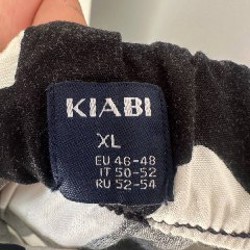 KIABI
XL
EU 46-48
IT 50-52
RU 52-54